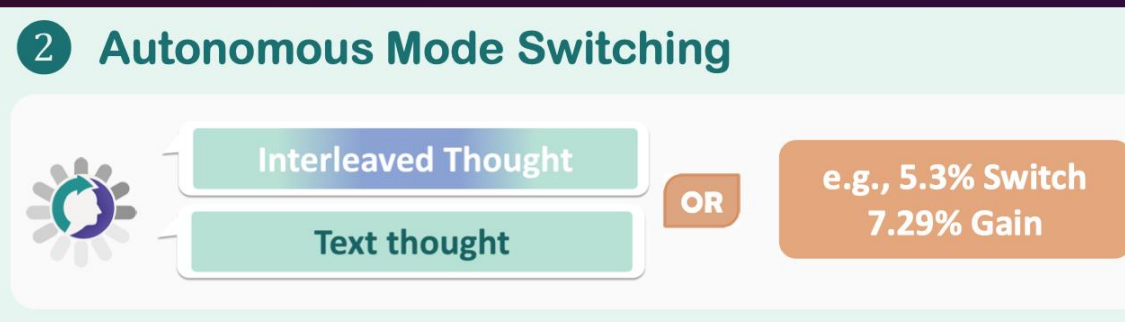 2 Autonomous Mode Switching
Interleaved Thought
Text thought
OR
e.g., 5.3% Switch
7.29% Gain